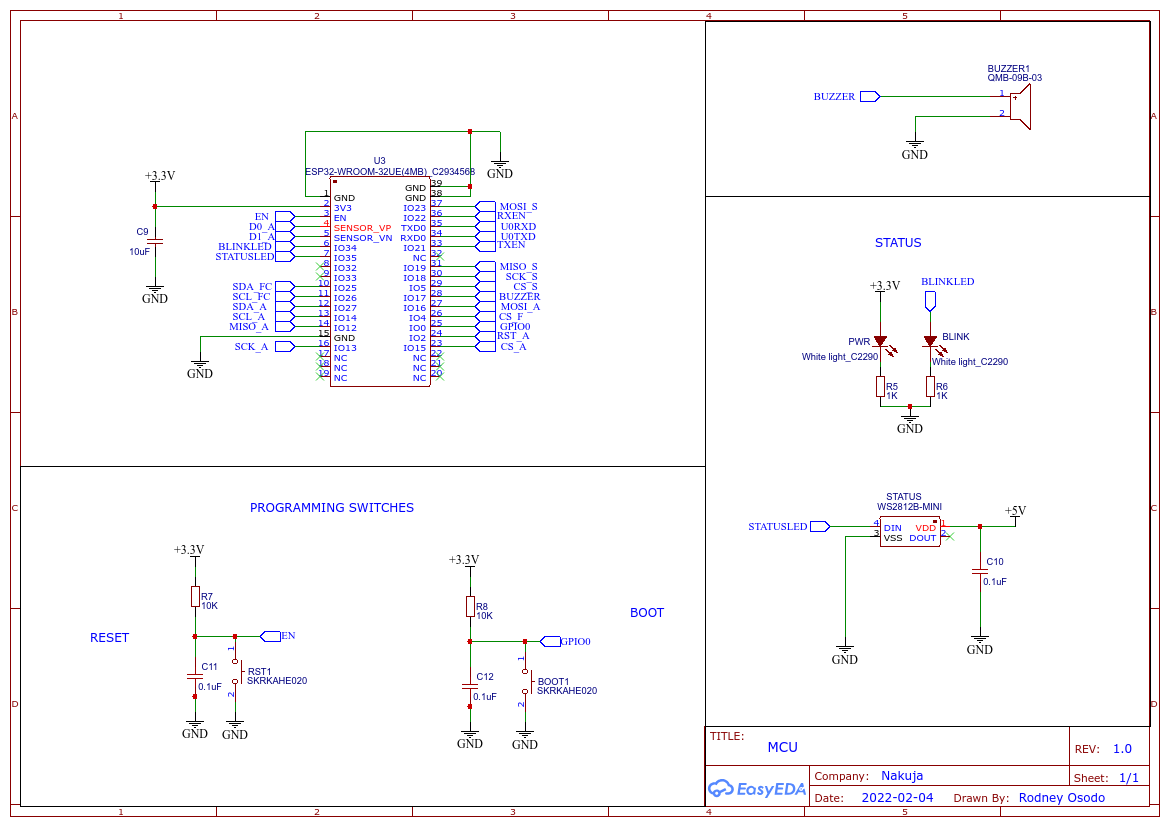 1 2 3 4 5
A
B
C
D
A
B
C
D
U3
ESP32-WROOM-32UE(4MB)_C2934568
+3.3V
C9
10uF
GND
GND
GND
EN
D0_A
D1_A
BLINKLED
STATUSLED
SDA_FC
SCL_FC
SDA_A
SCL_A
MISO_A
SCK_A
1 GND
2 3V3
3 EN
4 SENSOR_VP
5 SENSOR_VN
6 IO34
7 IO35
8 IO32
9 IO33
10 IO25
11 IO26
12 IO27
13 IO14
14 IO12
15 GND
16 IO13
17 NC
18 NC
19 NC
GND 39
GND 38
IO23 37
IO22 36
TXD0 35
RXD0 34
IO21 33
NC 32
IO19 31
IO18 30
IO5 29
IO17 28
IO16 27
IO4 26
IO0 25
IO2 24
IO15 23
NC 22
NC 21
NC 20
MOSI_S
RXEN
U0RXD
U0TXD
TXEN
MISO_S
SCK_S
CS_S
BUZZER
MOSI_A
CS_F
GPIO0
RST_A
CS_A
BUZZER
BUZZER1
QMB-09B-03
1
+
2
GND
STATUS
+3.3V
BLINKLED
PWR
White light_C2290
BLINK
White light_C2290
R5
1K
R6
1K
GND
STATUS
WS2812B-MINI
STATUSLED
4 DIN
3 VSS
VDD 1
DOUT 2
+5V
C10
0.1uF
GND
GND
PROGRAMMING SWITCHES
RESET
+3.3V
R7
10K
EN
C11
0.1uF
1
2
RST1
SKRKAHE020
GND
GND
BOOT
+3.3V
R8
10K
GPIO0
C12
0.1uF
1
2
BOOT1
SKRKAHE020
GND
GND
TITLE:
MCU
REV: 1.0
EasyEDA
Company: Nakuja
Sheet: 1/1
Date: 2022-02-04
Drawn By: Rodney Osodo
1 2 3 4 5